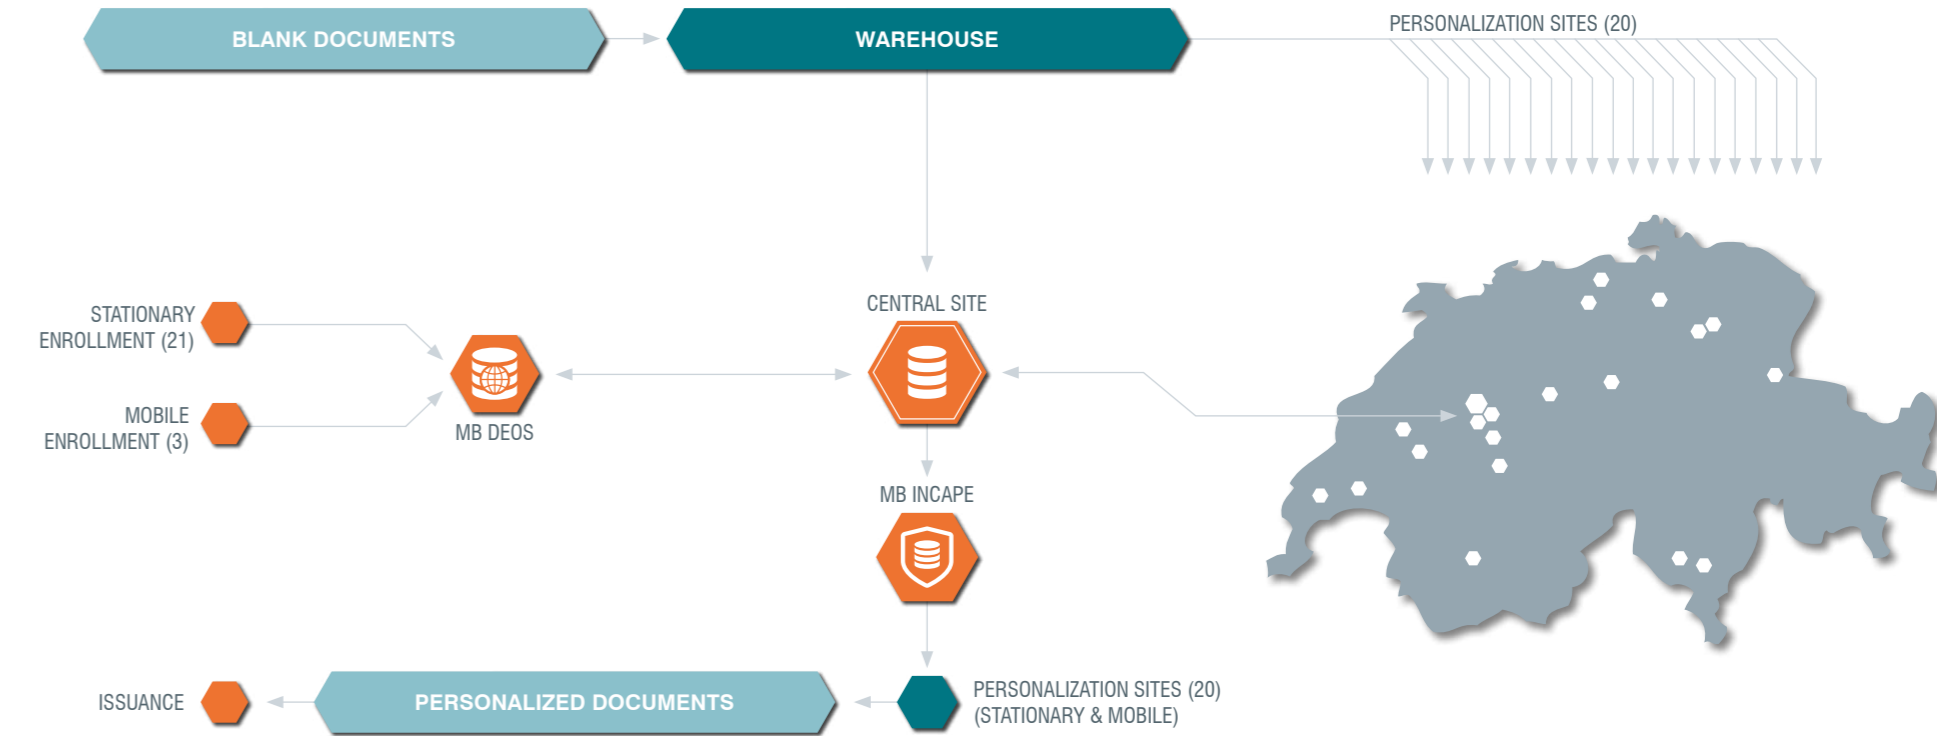 BLANK DOCUMENTS
WAREHOUSE
PERSONALIZATION SITES (20)
CENTRAL SITE
STATIONARY
ENROLLMENT (21)
MOBILE
ENROLLMENT (3)
MB DEOS
MB INCAPE
ISSUANCE
PERSONALIZED DOCUMENTS
PERSONALIZATION SITES (20)
(STATIONARY & MOBILE)